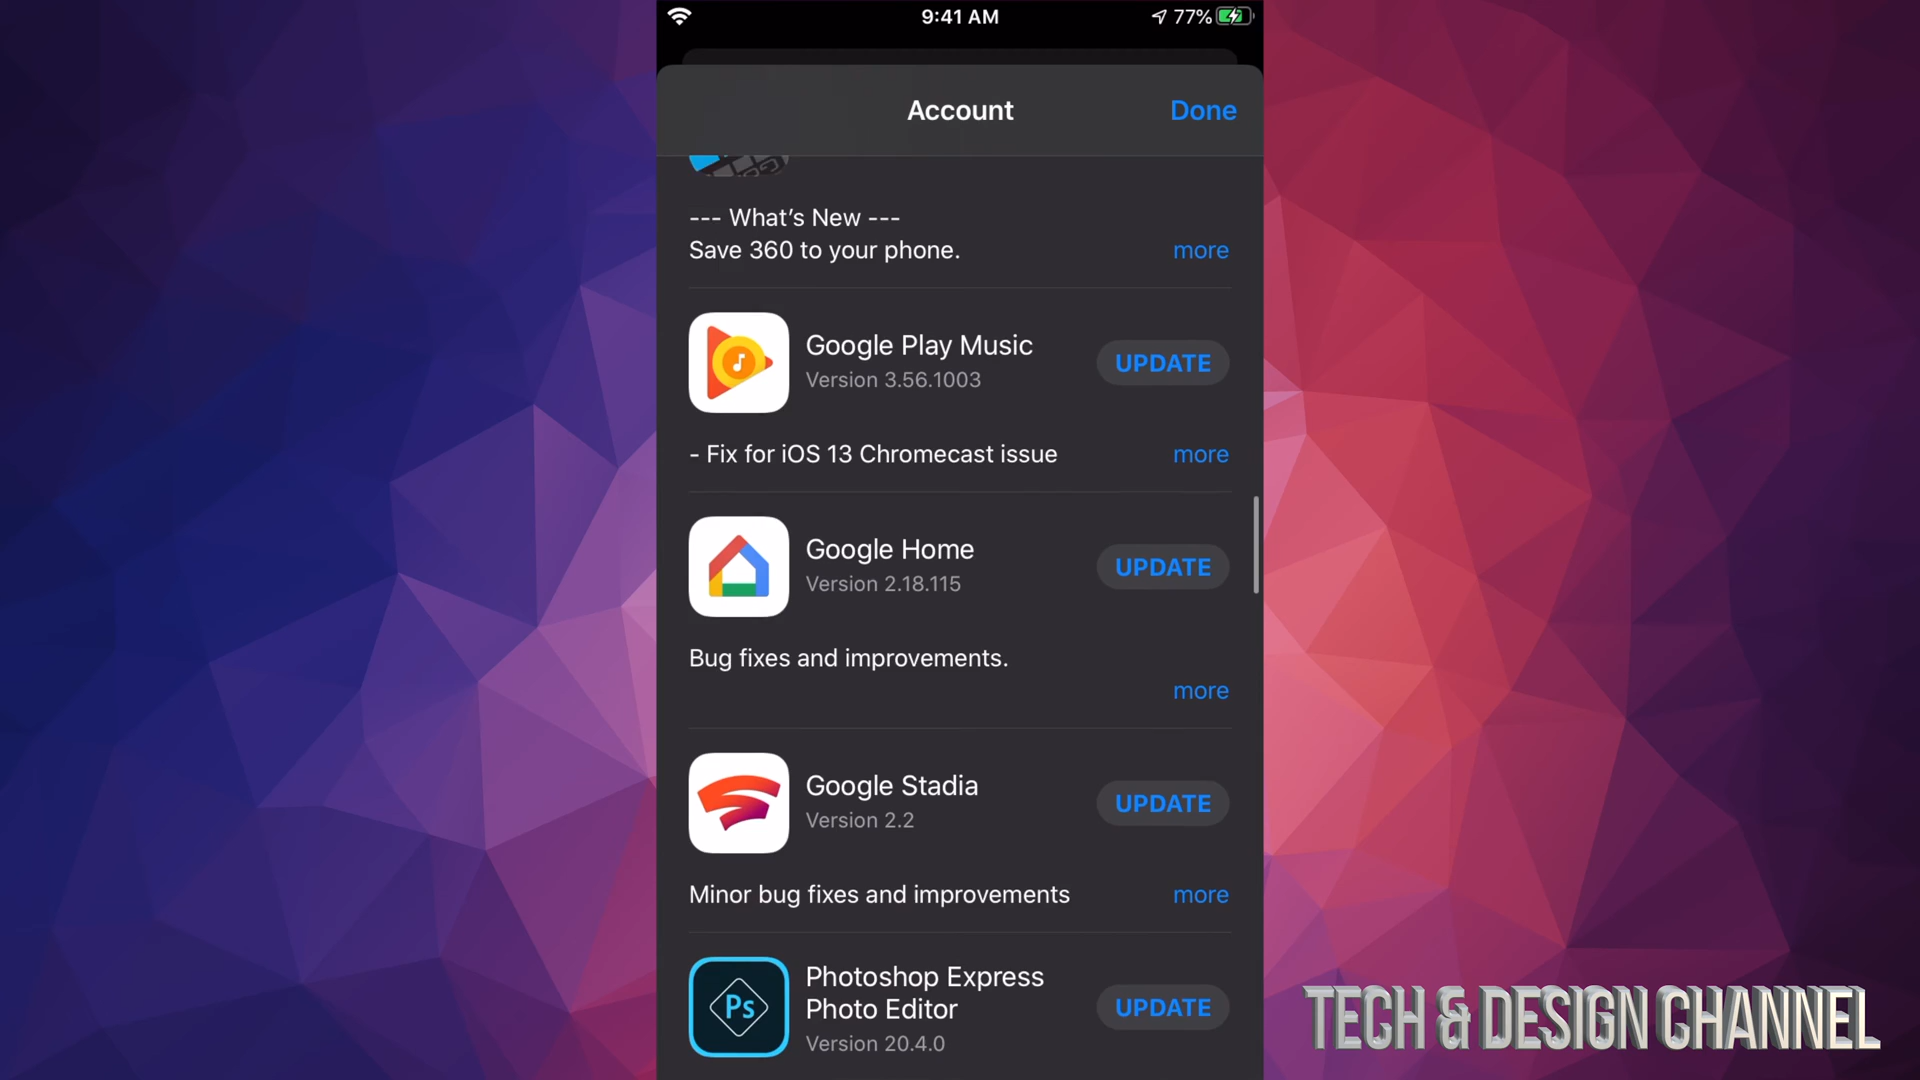 9:41 AM
77%
Account
Done
--- What’s New ---
Save 360 to your phone.
more
Google Play Music
Version 3.56.1003
UPDATE
- Fix for iOS 13 Chromecast issue
more
Google Home
Version 2.18.115
UPDATE
Bug fixes and improvements.
more
Google Stadia
Version 2.2
UPDATE
Minor bug fixes and improvements
more
Ps
Photoshop Express
Photo Editor
Version 20.4.0
UPDATE
TECH & DESIGN CHANNEL